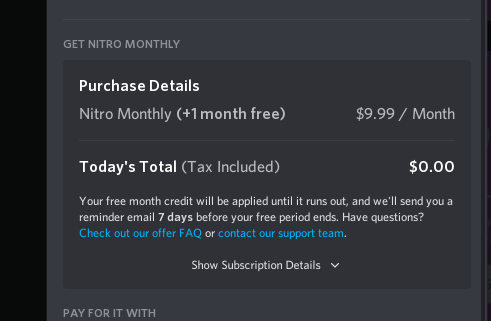 GET NITRO MONTHLY
Purchase Details
Nitro Monthly (+1 month free) $9.99 / Month
Today's Total (Tax Included) $0.00
Your free month credit will be applied until it runs out, and we'll send you a
reminder email 7 days before your free period ends. Have questions?
Check out our offer FAQ or contact our support team.
Show Subscription Details
PAY FOR IT WITH